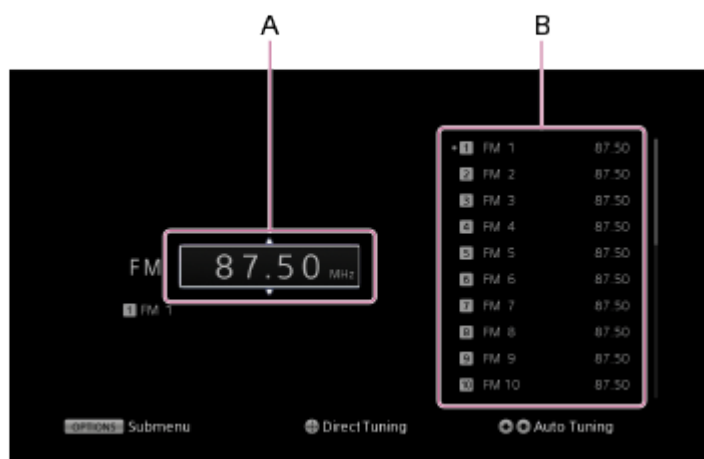 A B
1 FM 1 87.50
2 FM 2 87.50
3 FM 3 87.50
4 FM 4 87.50
5 FM 5 87.50
6 FM 6 87.50
7 FM 7 87.50
8 FM 8 87.50
9 FM 9 87.50
10 FM 10 87.50
FM 87.50 MHz
1 FM 1
OPTIONS Submenu Direct Tuning Auto Tuning